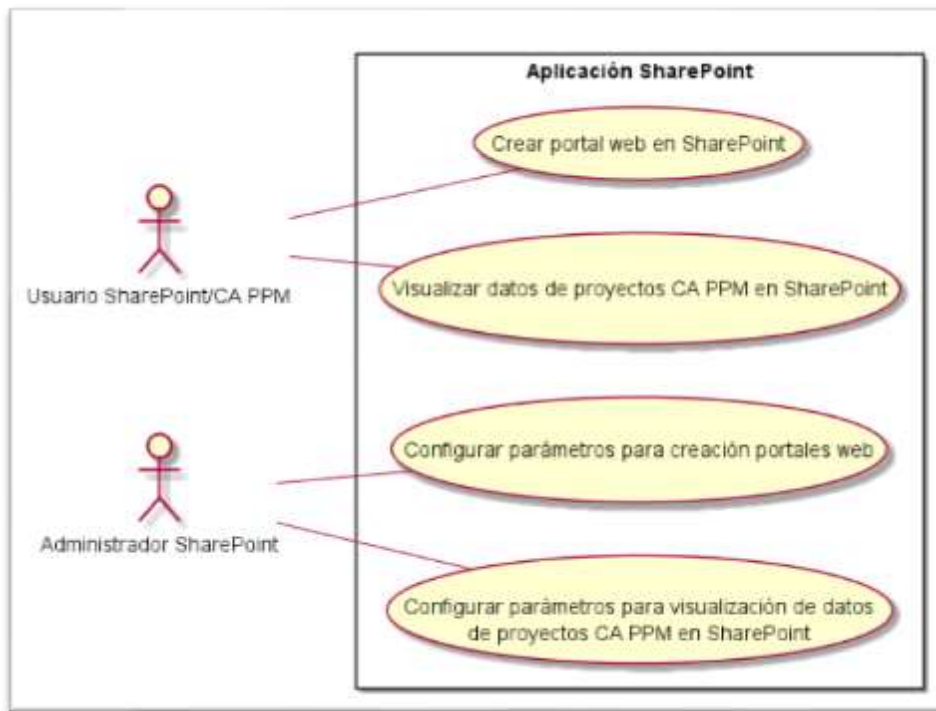 Aplicación SharePoint
Crear portal web en SharePoint
Usuario SharePoint/CA PPM
Visualizar datos de proyectos CA PPM en SharePoint
Configurar parámetros para creación portales web
Administrador SharePoint
Configurar parámetros para visualización de datos
de proyectos CA PPM en SharePoint